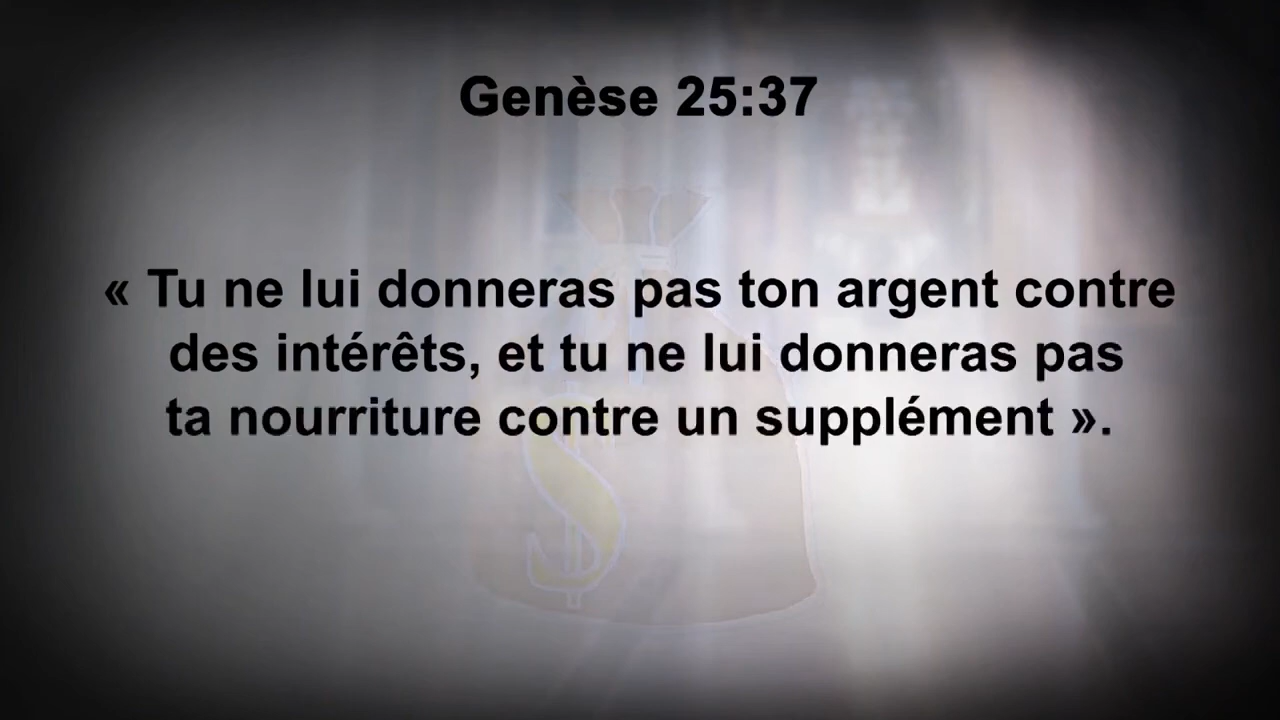 Genèse 25:37
« Tu ne lui donneras pas ton argent contre
des intérêts, et tu ne lui donneras pas
ta nourriture contre un supplément ».
$